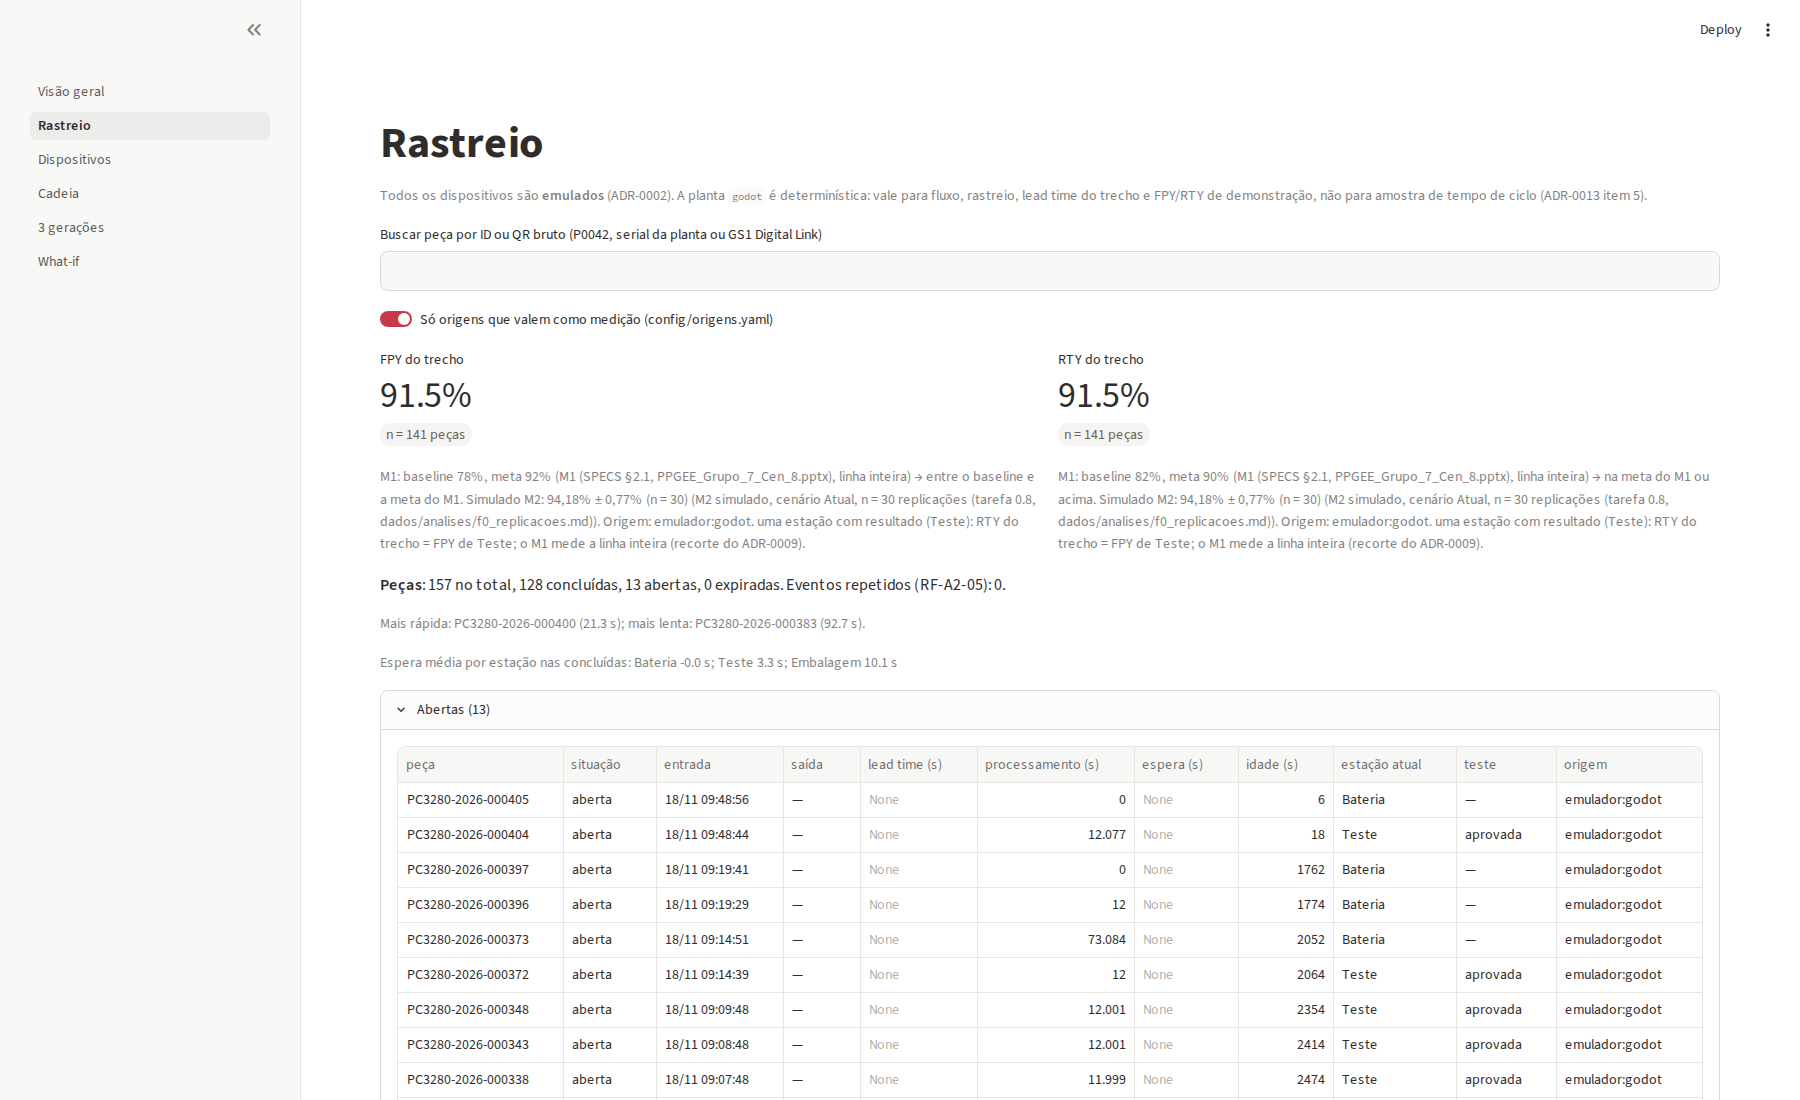 Deploy
Visão geral
Rastreio
Dispositivos
Cadeia
3 gerações
What-if
Rastreio
Todos os dispositivos são emulados (ADR-0002). A planta godot é determinística: vale para fluxo, rastreio, lead time do trecho e FPY/RTY de demonstração, não para amostra de tempo de ciclo (ADR-0013 item 5).
Buscar peça por ID ou QR bruto (P0042, serial da planta ou GS1 Digital Link)
Só origens que valem como medição (config/origens.yaml)
FPY do trecho
91.5%
n = 141 peças
M1: baseline 78%, meta 92% (M1 (SPECS §2.1, PPGEE_Grupo_7_Cen_8.pptx), linha inteira) → entre o baseline e
a meta do M1. Simulado M2: 94,18% ± 0,77% (n = 30) (M2 simulado, cenário Atual, n = 30 replicações (tarefa 0.8,
dados/analises/f0_replicacoes.md)). Origem: emulador:godot. uma estação com resultado (Teste): RTY do
trecho = FPY de Teste; o M1 mede a linha inteira (recorte do ADR-0009).
RTY do trecho
91.5%
n = 141 peças
M1: baseline 82%, meta 90% (M1 (SPECS §2.1, PPGEE_Grupo_7_Cen_8.pptx), linha inteira) → na meta do M1 ou
acima. Simulado M2: 94,18% ± 0,77% (n = 30) (M2 simulado, cenário Atual, n = 30 replicações (tarefa 0.8,
dados/analises/f0_replicacoes.md)). Origem: emulador:godot. uma estação com resultado (Teste): RTY do
trecho = FPY de Teste; o M1 mede a linha inteira (recorte do ADR-0009).
Peças: 157 no total, 128 concluídas, 13 abertas, 0 expiradas. Eventos repetidos (RF-A2-05): 0.
Mais rápida: PC3280-2026-000400 (21.3 s); mais lenta: PC3280-2026-000383 (92.7 s).
Espera média por estação nas concluídas: Bateria -0.0 s; Teste 3.3 s; Embalagem 10.1 s
Abertas (13)
peça situação entrada saída lead time (s) processamento (s) espera (s) idade (s) estação atual teste origem
PC3280-2026-000405 aberta 18/11 09:48:56 — None 0 None 6 Bateria — emulador:godot
PC3280-2026-000404 aberta 18/11 09:48:44 — None 12.077 None 18 Teste aprovada emulador:godot
PC3280-2026-000397 aberta 18/11 09:19:41 — None 0 None 1762 Bateria — emulador:godot
PC3280-2026-000396 aberta 18/11 09:19:29 — None 12 None 1774 Bateria — emulador:godot
PC3280-2026-000373 aberta 18/11 09:14:51 — None 73.084 None 2052 Bateria — emulador:godot
PC3280-2026-000372 aberta 18/11 09:14:39 — None 12 None 2064 Teste aprovada emulador:godot
PC3280-2026-000348 aberta 18/11 09:09:48 — None 12.001 None 2354 Teste aprovada emulador:godot
PC3280-2026-000343 aberta 18/11 09:08:48 — None 12.001 None 2414 Teste aprovada emulador:godot
PC3280-2026-000338 aberta 18/11 09:07:48 — None 11.999 None 2474 Teste aprovada emulador:godot